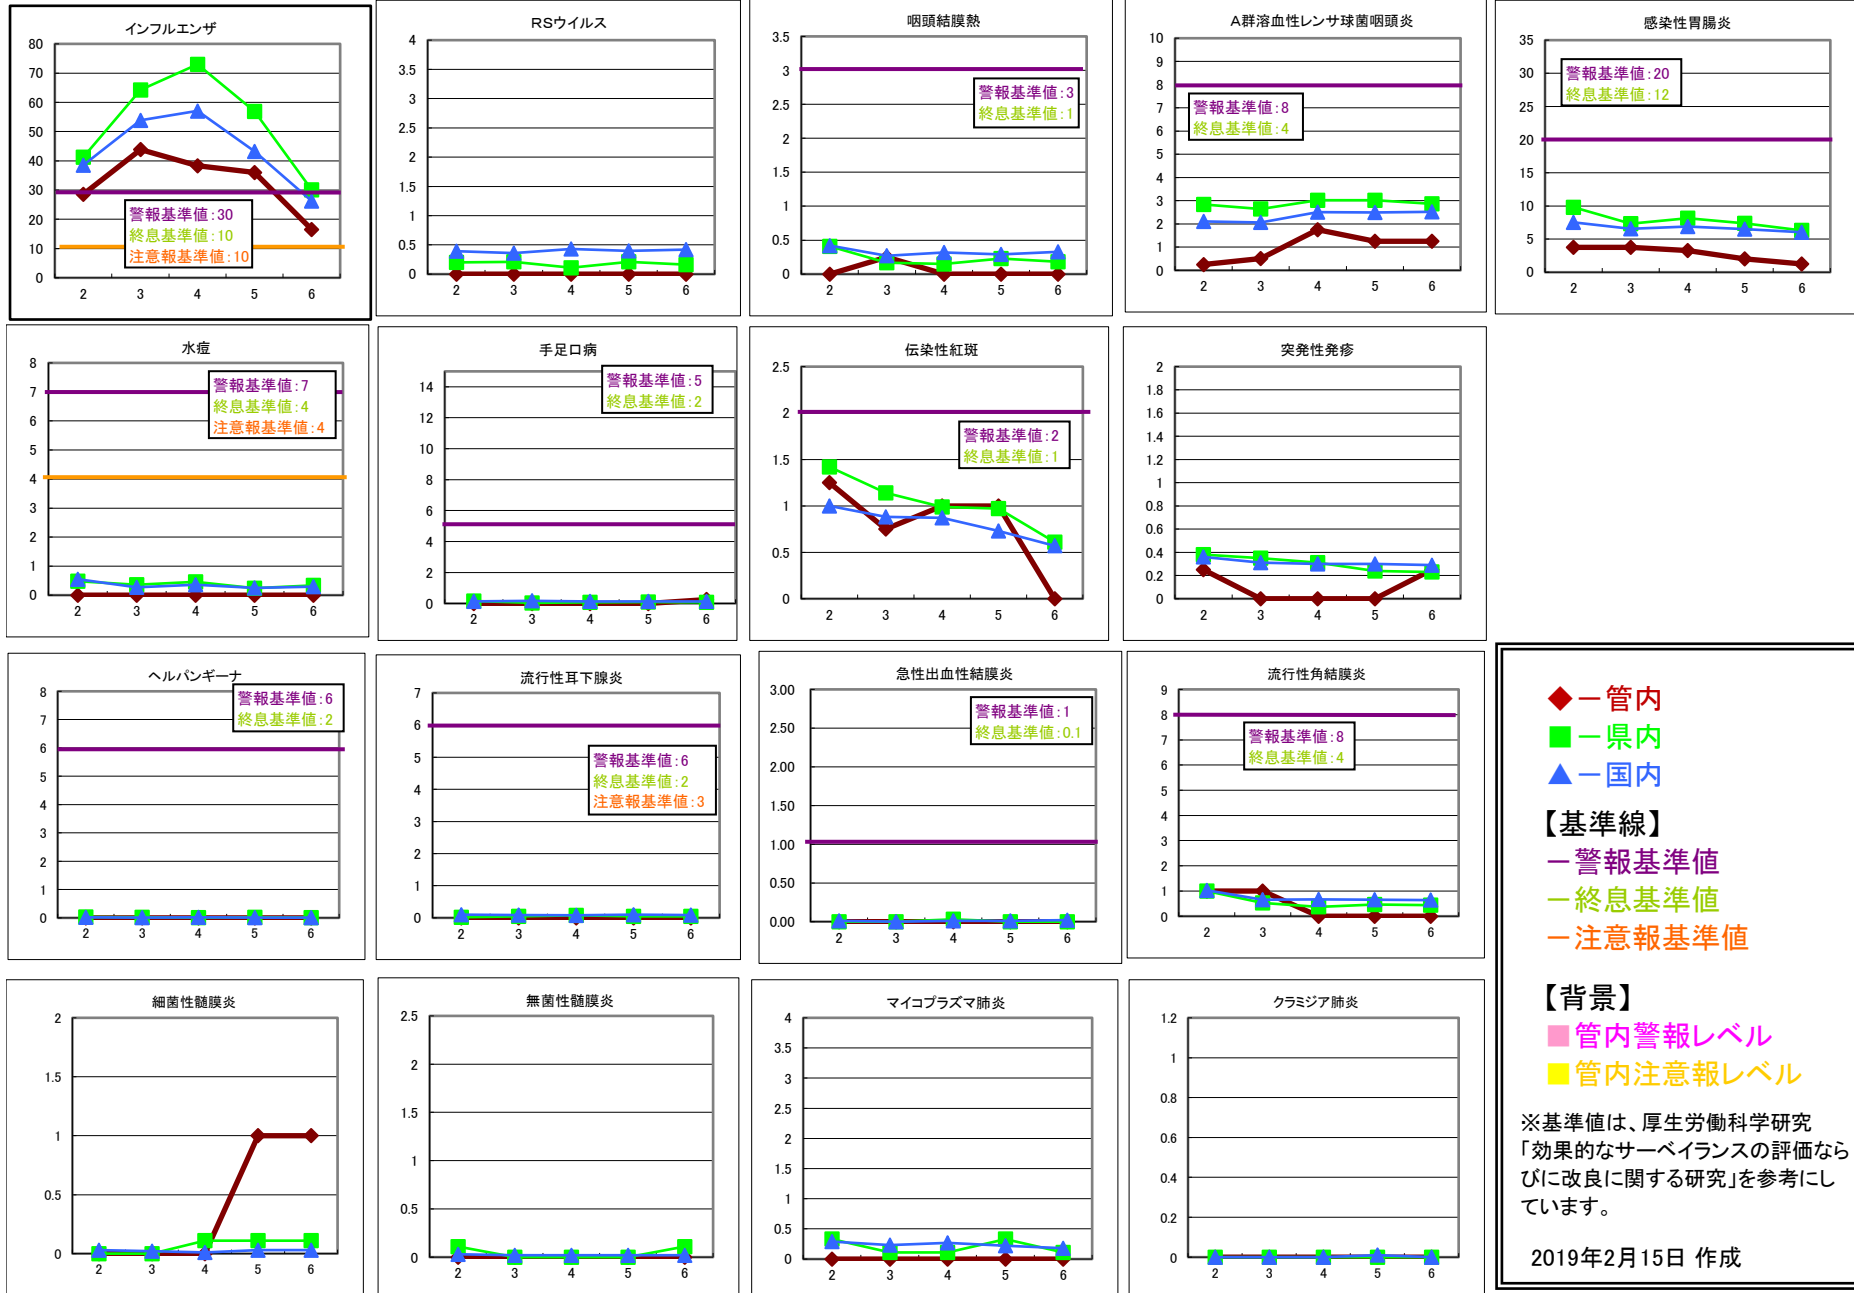 インフルエンザ
80
70
60
50
40
30
20
10
0
警報基準値:30
終息基準値:10
注意報基準値:10
2 3 4 5 6
RSウイルス
4
3.5
3
2.5
2
1.5
1
0.5
0
2 3 4 5 6
咽頭結膜熱
3.5
3
2.5
2
1.5
1
0.5
0
警報基準値:3
終息基準値:1
2 3 4 5 6
A群溶血性レンサ球菌咽頭炎
10
9
8
7
6
5
4
3
2
1
0
警報基準値:8
終息基準値:4
2 3 4 5 6
感染性胃腸炎
35
30
25
20
15
10
5
0
警報基準値:20
終息基準値:12
2 3 4 5 6
水痘
8
7
6
5
4
3
2
1
0
警報基準値:7
終息基準値:4
注意報基準値:4
2 3 4 5 6
手足口病
14
12
10
8
6
4
2
0
警報基準値:5
終息基準値:2
2 3 4 5 6
伝染性紅斑
2.5
2
1.5
1
0.5
0
警報基準値:2
終息基準値:1
2 3 4 5 6
突発性発疹
2
1.8
1.6
1.4
1.2
1
0.8
0.6
0.4
0.2
0
2 3 4 5 6
ヘルパンギーナ
8
7
6
5
4
3
2
1
0
警報基準値:6
終息基準値:2
2 3 4 5 6
流行性耳下腺炎
7
6
5
4
3
2
1
0
警報基準値:6
終息基準値:2
注意報基準値:3
2 3 4 5 6
急性出血性結膜炎
3.00
2.50
2.00
1.50
1.00
0.50
0.00
警報基準値:1
終息基準値:0.1
2 3 4 5 6
流行性角結膜炎
9
8
7
6
5
4
3
2
1
0
警報基準値:8
終息基準値:4
2 3 4 5 6
細菌性髄膜炎
2
1.5
1
0.5
0
2 3 4 5 6
無菌性髄膜炎
2.5
2
1.5
1
0.5
0
2 3 4 5 6
マイコプラズマ肺炎
4
3.5
3
2.5
2
1.5
1
0.5
0
2 3 4 5 6
クラミジア肺炎
1.2
1
0.8
0.6
0.4
0.2
0
2 3 4 5 6
◆－管内
■－県内
▲－国内
【基準線】
－警報基準値
－終息基準値
－注意報基準値
【背景】
■管内警報レベル
■管内注意報レベル
※基準値は、厚生労働科学研究
「効果的なサーベイランスの評価なら
びに改良に関する研究」を参考にし
ています。
2019年2月15日 作成